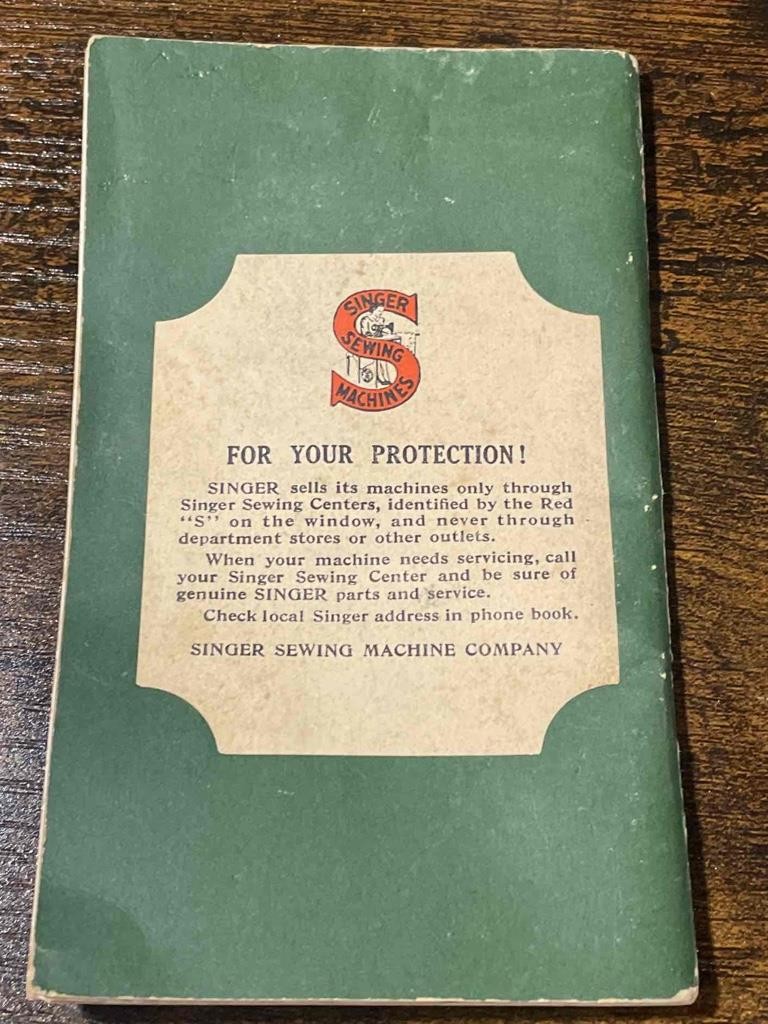 SINGER
SEWING
MACHINES
FOR YOUR PROTECTION!
SINGER sells its machines only through
Singer Sewing Centers, identified by the Red
“S” on the window, and never through
department stores or other outlets.
When your machine needs servicing, call
your Singer Sewing Center and be sure of
genuine SINGER parts and service.
Check local Singer address in phone book.
SINGER SEWING MACHINE COMPANY